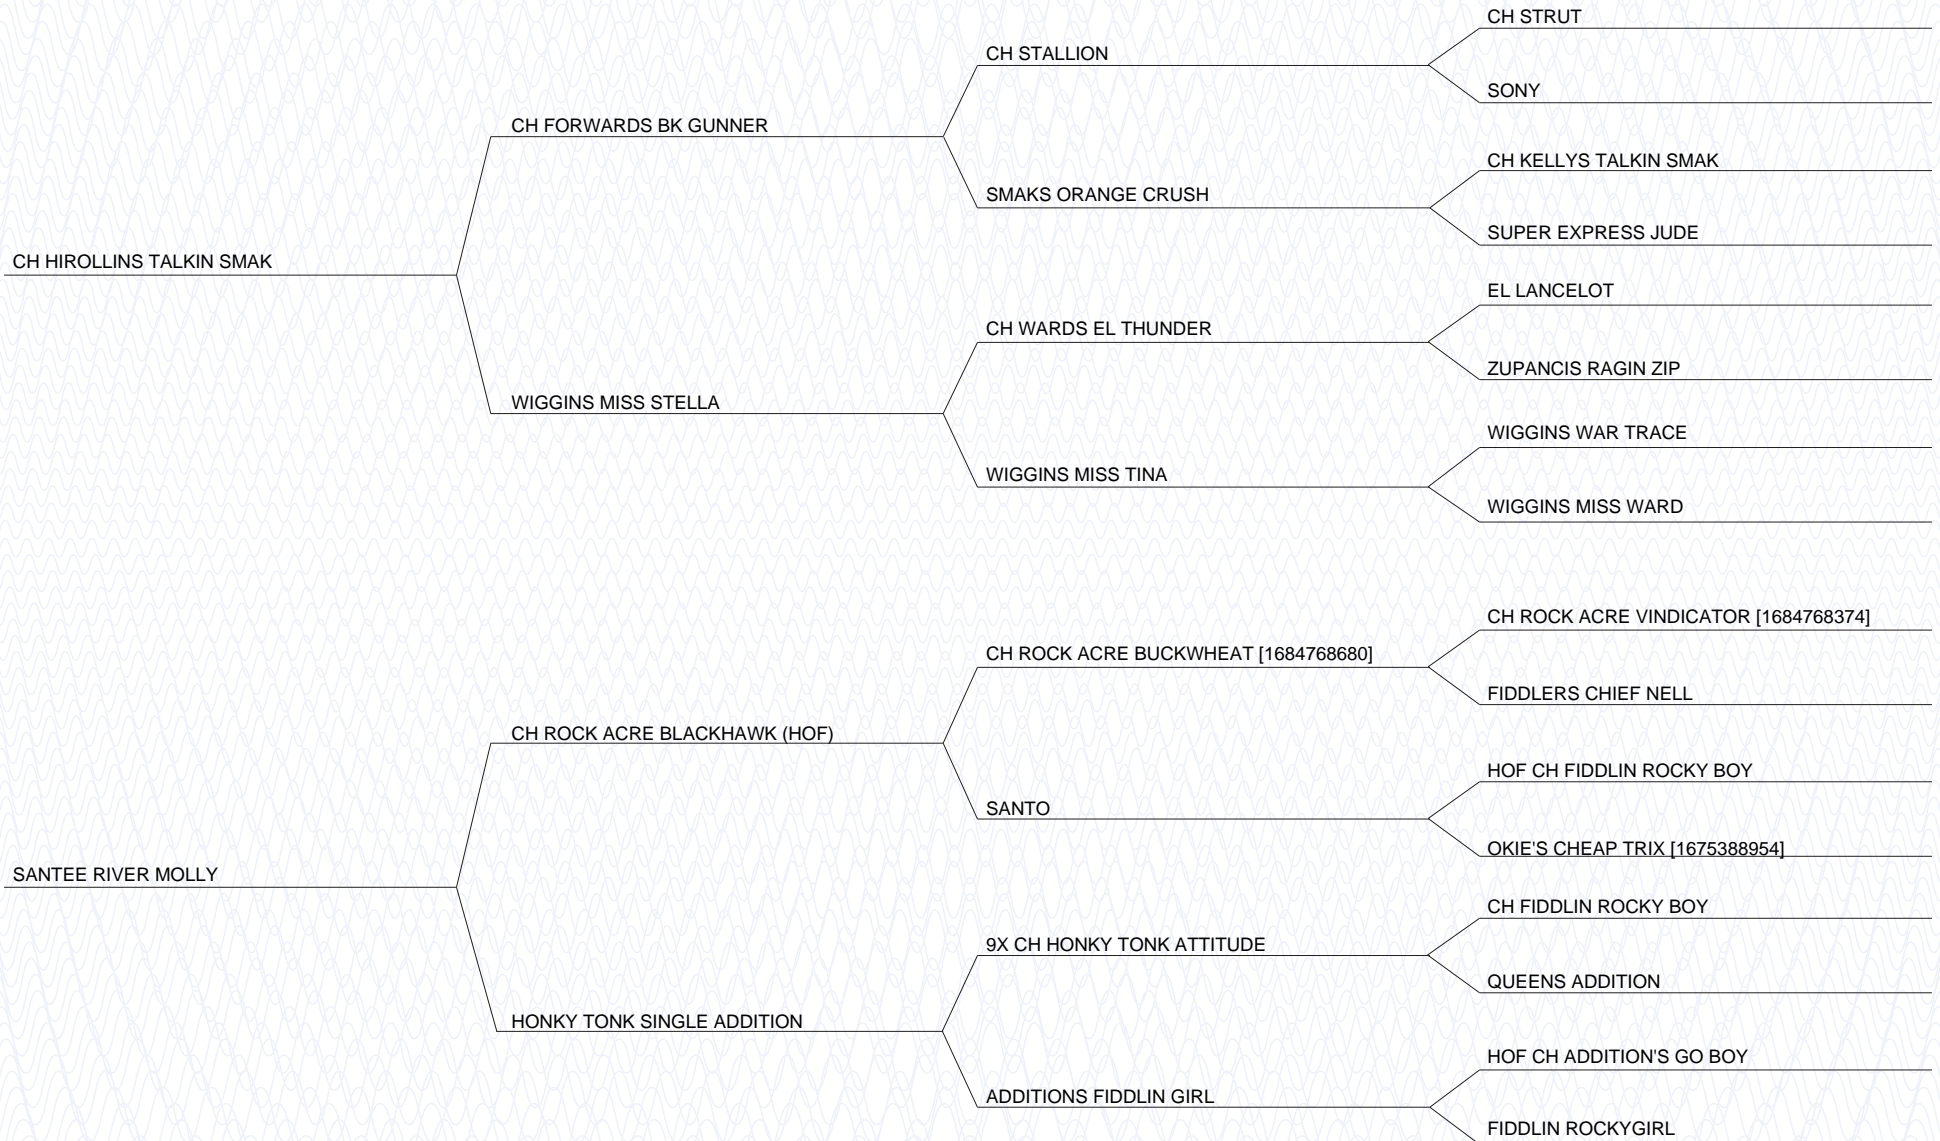 CH STRUT
CH STALLION
SONY
CH FORWARDS BK GUNNER
CH KELLYS TALKIN SMAK
SMAKS ORANGE CRUSH
SUPER EXPRESS JUDE
CH HIROLLINS TALKIN SMAK
EL LANCELOT
CH WARDS EL THUNDER
ZUPANCIS RAGIN ZIP
WIGGINS MISS STELLA
WIGGINS WAR TRACE
WIGGINS MISS TINA
WIGGINS MISS WARD
CH ROCK ACRE VINDICATOR [1684768374]
CH ROCK ACRE BUCKWHEAT [1684768680]
FIDDLERS CHIEF NELL
CH ROCK ACRE BLACKHAWK (HOF)
HOF CH FIDDLIN ROCKY BOY
SANTO
OKIE'S CHEAP TRIX [1675388954]
SANTEE RIVER MOLLY
CH FIDDLIN ROCKY BOY
9X CH HONKY TONK ATTITUDE
QUEENS ADDITION
HONKY TONK SINGLE ADDITION
HOF CH ADDITION'S GO BOY
ADDITIONS FIDDLIN GIRL
FIDDLIN ROCKYGIRL